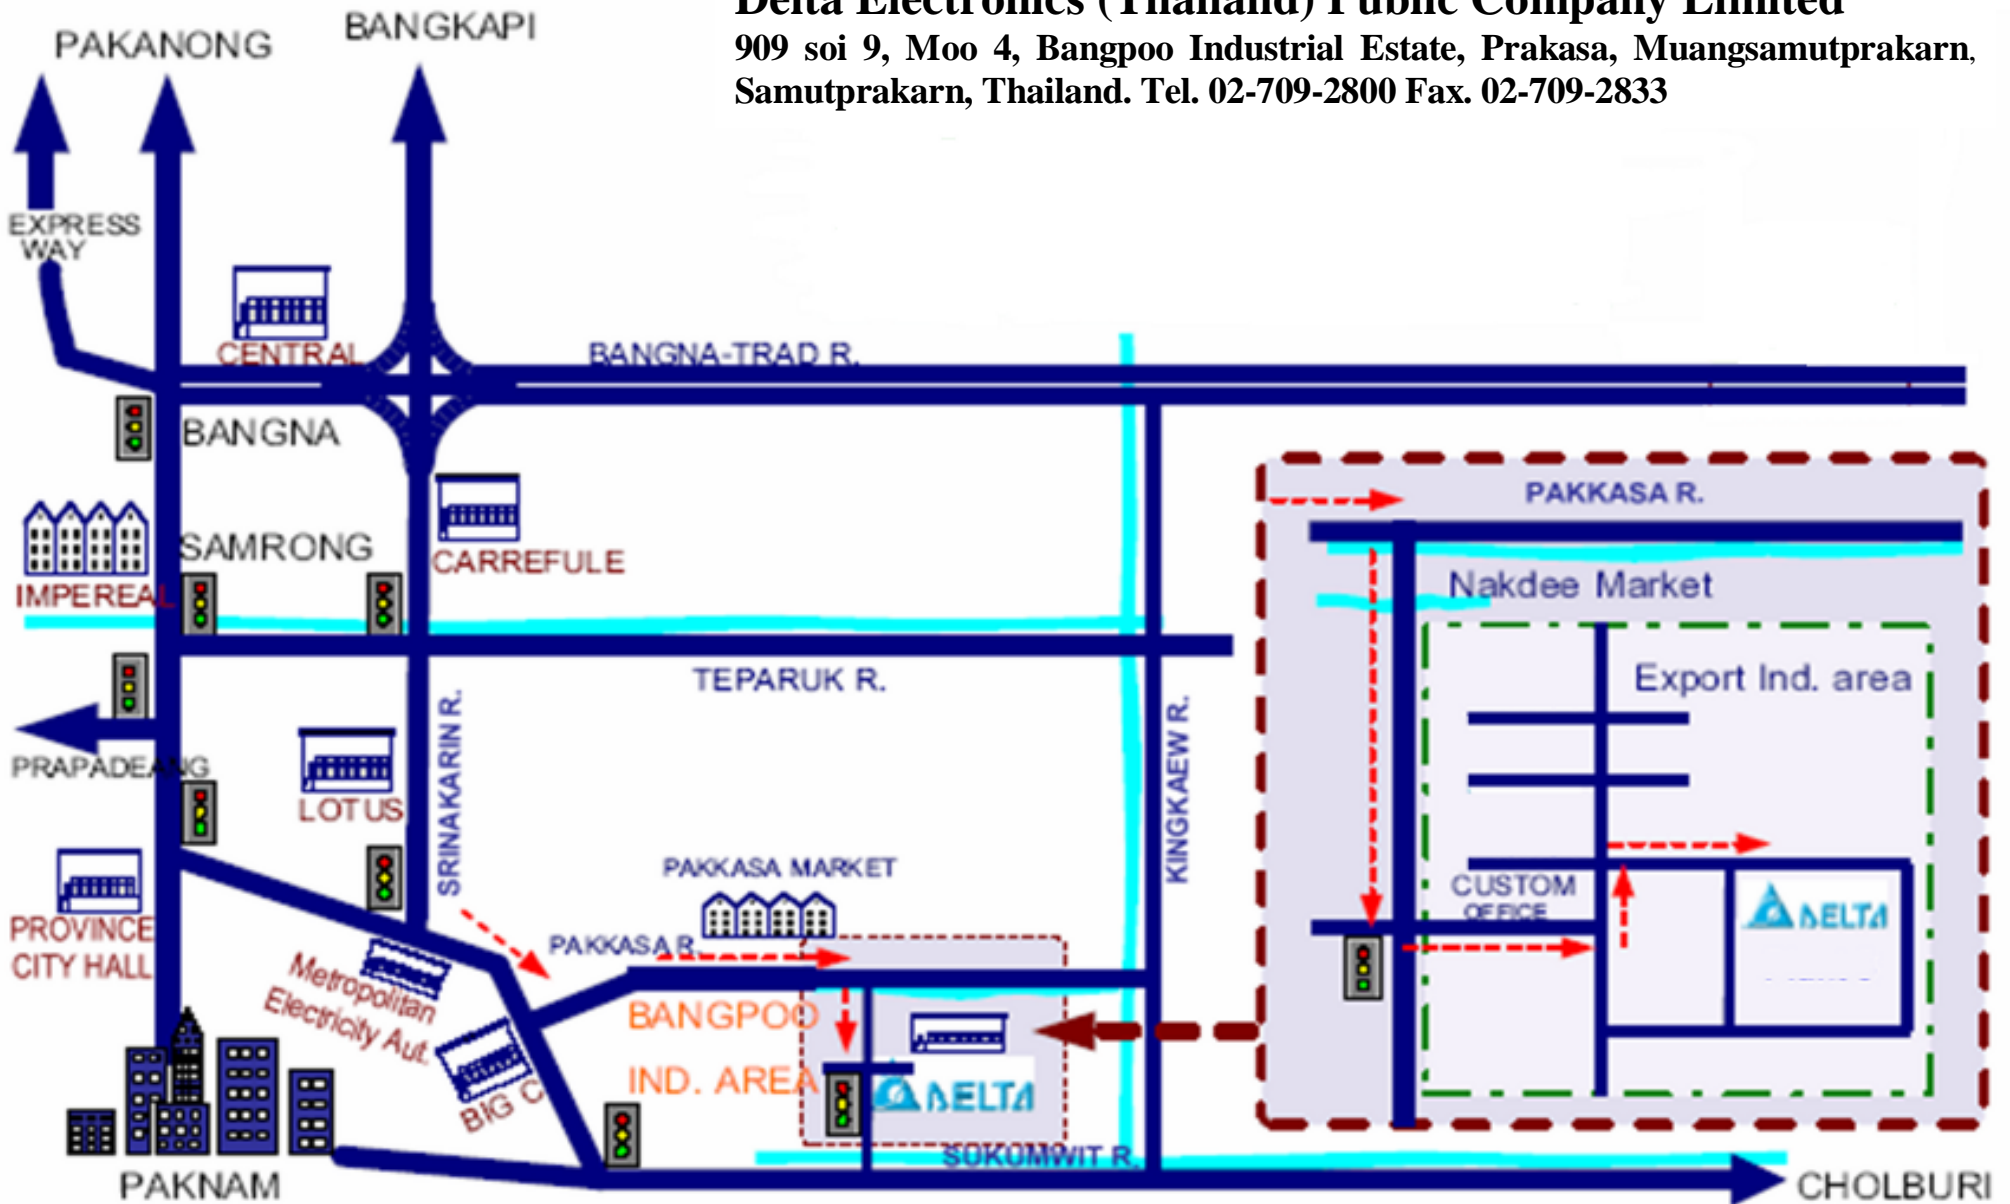 Delta Electronics (Thailand) Public Company Limited
909 soi 9, Moo 4, Bangpoo Industrial Estate, Prakasa, Muangsamutprakarn,
Samutprakarn, Thailand. Tel. 02-709-2800 Fax. 02-709-2833
PAKANONG
BANGKAPI
EXPRESS
WAY
CENTRAL
BANGNA-TRAD R.
BANGNA
IMPEREAL
SAMRONG
CARREFULE
TEPARUK R.
PRAPADEANG
LOTUS
SRINAKARIN R.
KINGKAEW R.
PROVINCE
CITY HALL
Metropolitan
Electricity Aut.
BIG C
PAKKASA MARKET
PAKKASA R.
BANGPOO
IND. AREA
DELTA
SOKUMWIT R.
PAKNAM
CHOLBURI
PAKKASA R.
Nakdee Market
Export Ind. area
CUSTOM
OFFICE
DELTA